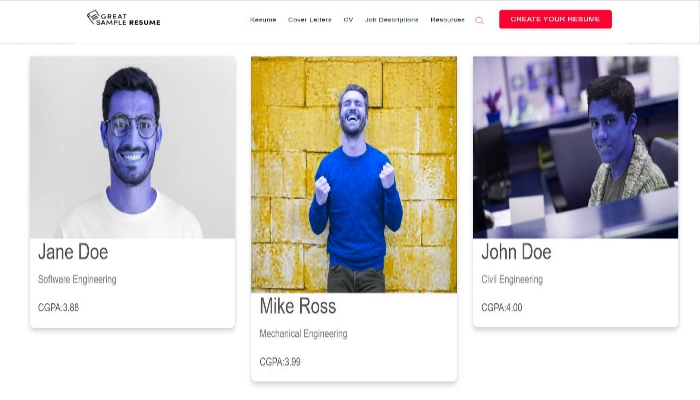 GREAT
SAMPLE RESUME
Resume Cover Letters CV Job Descriptions Resources
CREATE YOUR RESUME
Jane Doe
Software Engineering
CGPA:3.88
Mike Ross
Mechanical Engineering
CGPA:3.99
John Doe
Civil Engineering
CGPA:4.00